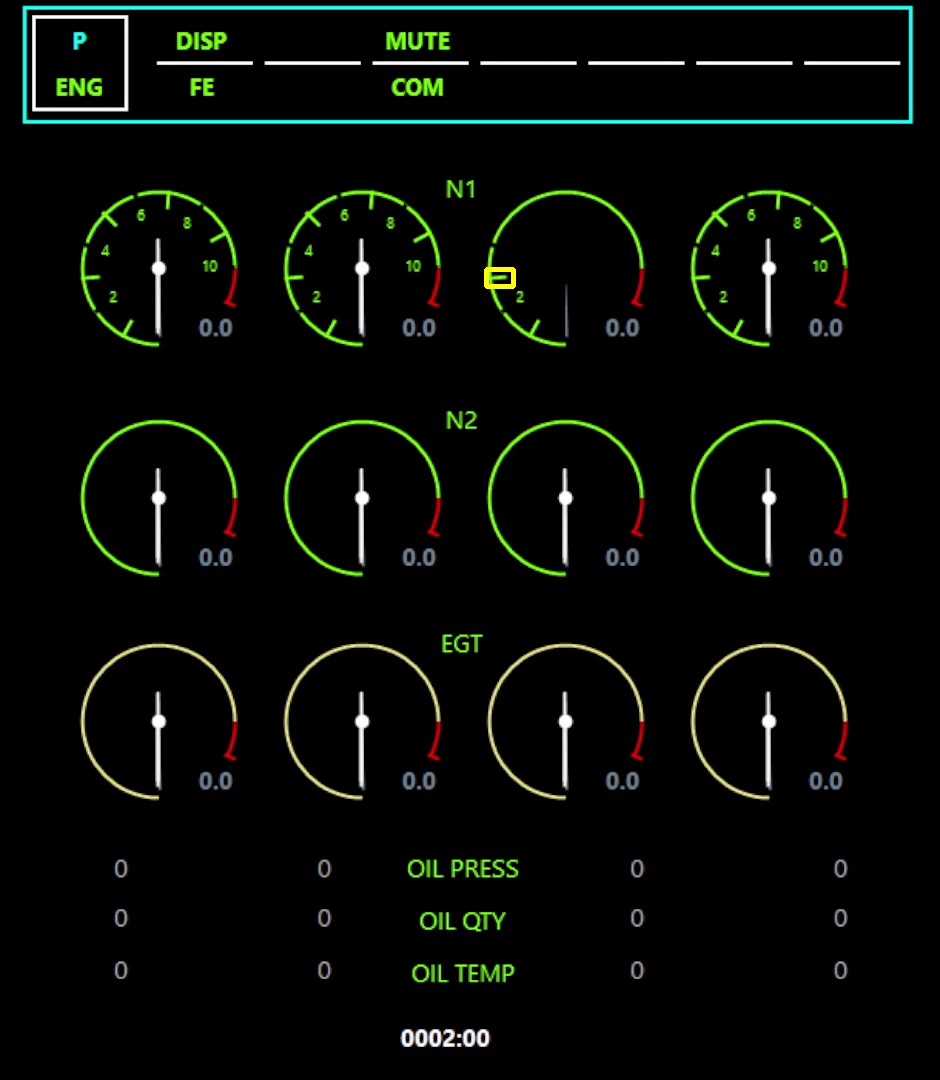 P DISP MUTE
ENG FE COM
N1
6 8 6 8 6 8
4 10 4 10 4 10
2 2 2 2
0.0 0.0 0.0 0.0
N2
0.0 0.0 0.0 0.0
EGT
0.0 0.0 0.0 0.0
0 0 OIL PRESS 0 0
0 0 OIL QTY 0 0
0 0 OIL TEMP 0 0
0002:00